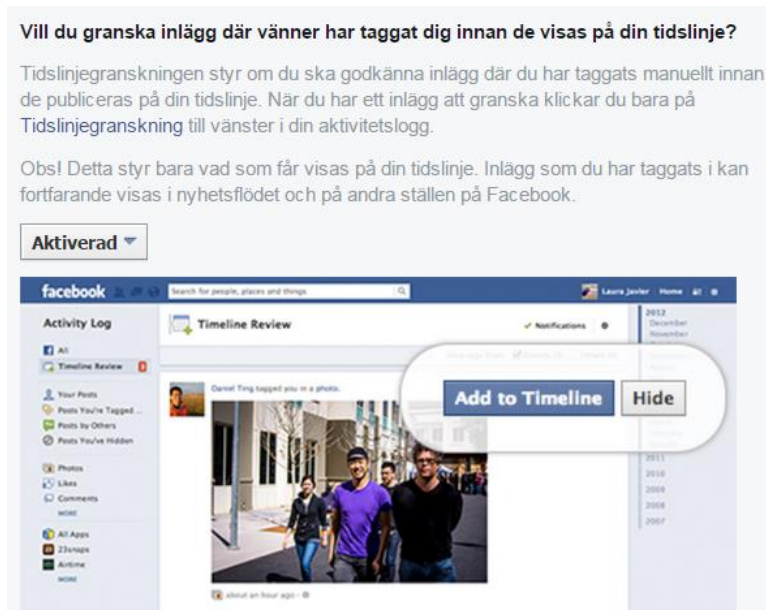 Vill du granska inlägg där vänner har taggat dig innan de visas på din tidslinje?
Tidslinjegranskningen styr om du ska godkänna inlägg där du har taggats manuellt innan
de publiceras på din tidslinje. När du har ett inlägg att granska klickar du bara på
Tidslinjegranskning till vänster i din aktivitetslogg.
Obs! Detta styr bara vad som får visas på din tidslinje. Inlägg som du har taggats i kan
fortfarande visas i nyhetsflödet och på andra ställen på Facebook.
Aktiverad
facebook
Search for people, places and things
Laura Javier Home
Activity Log
All
Timeline Review
Your Posts
Posts You're Tagged ...
Posts by Others
Posts You've Hidden
Photos
Likes
Comments
MORE
All Apps
23snaps
Airtime
MORE
Timeline Review
Notifications
Daniel Ting tagged you in a photo.
about an hour ago
Add to Timeline
Hide
2012
December
November
2011
2010
2009
2008
2007